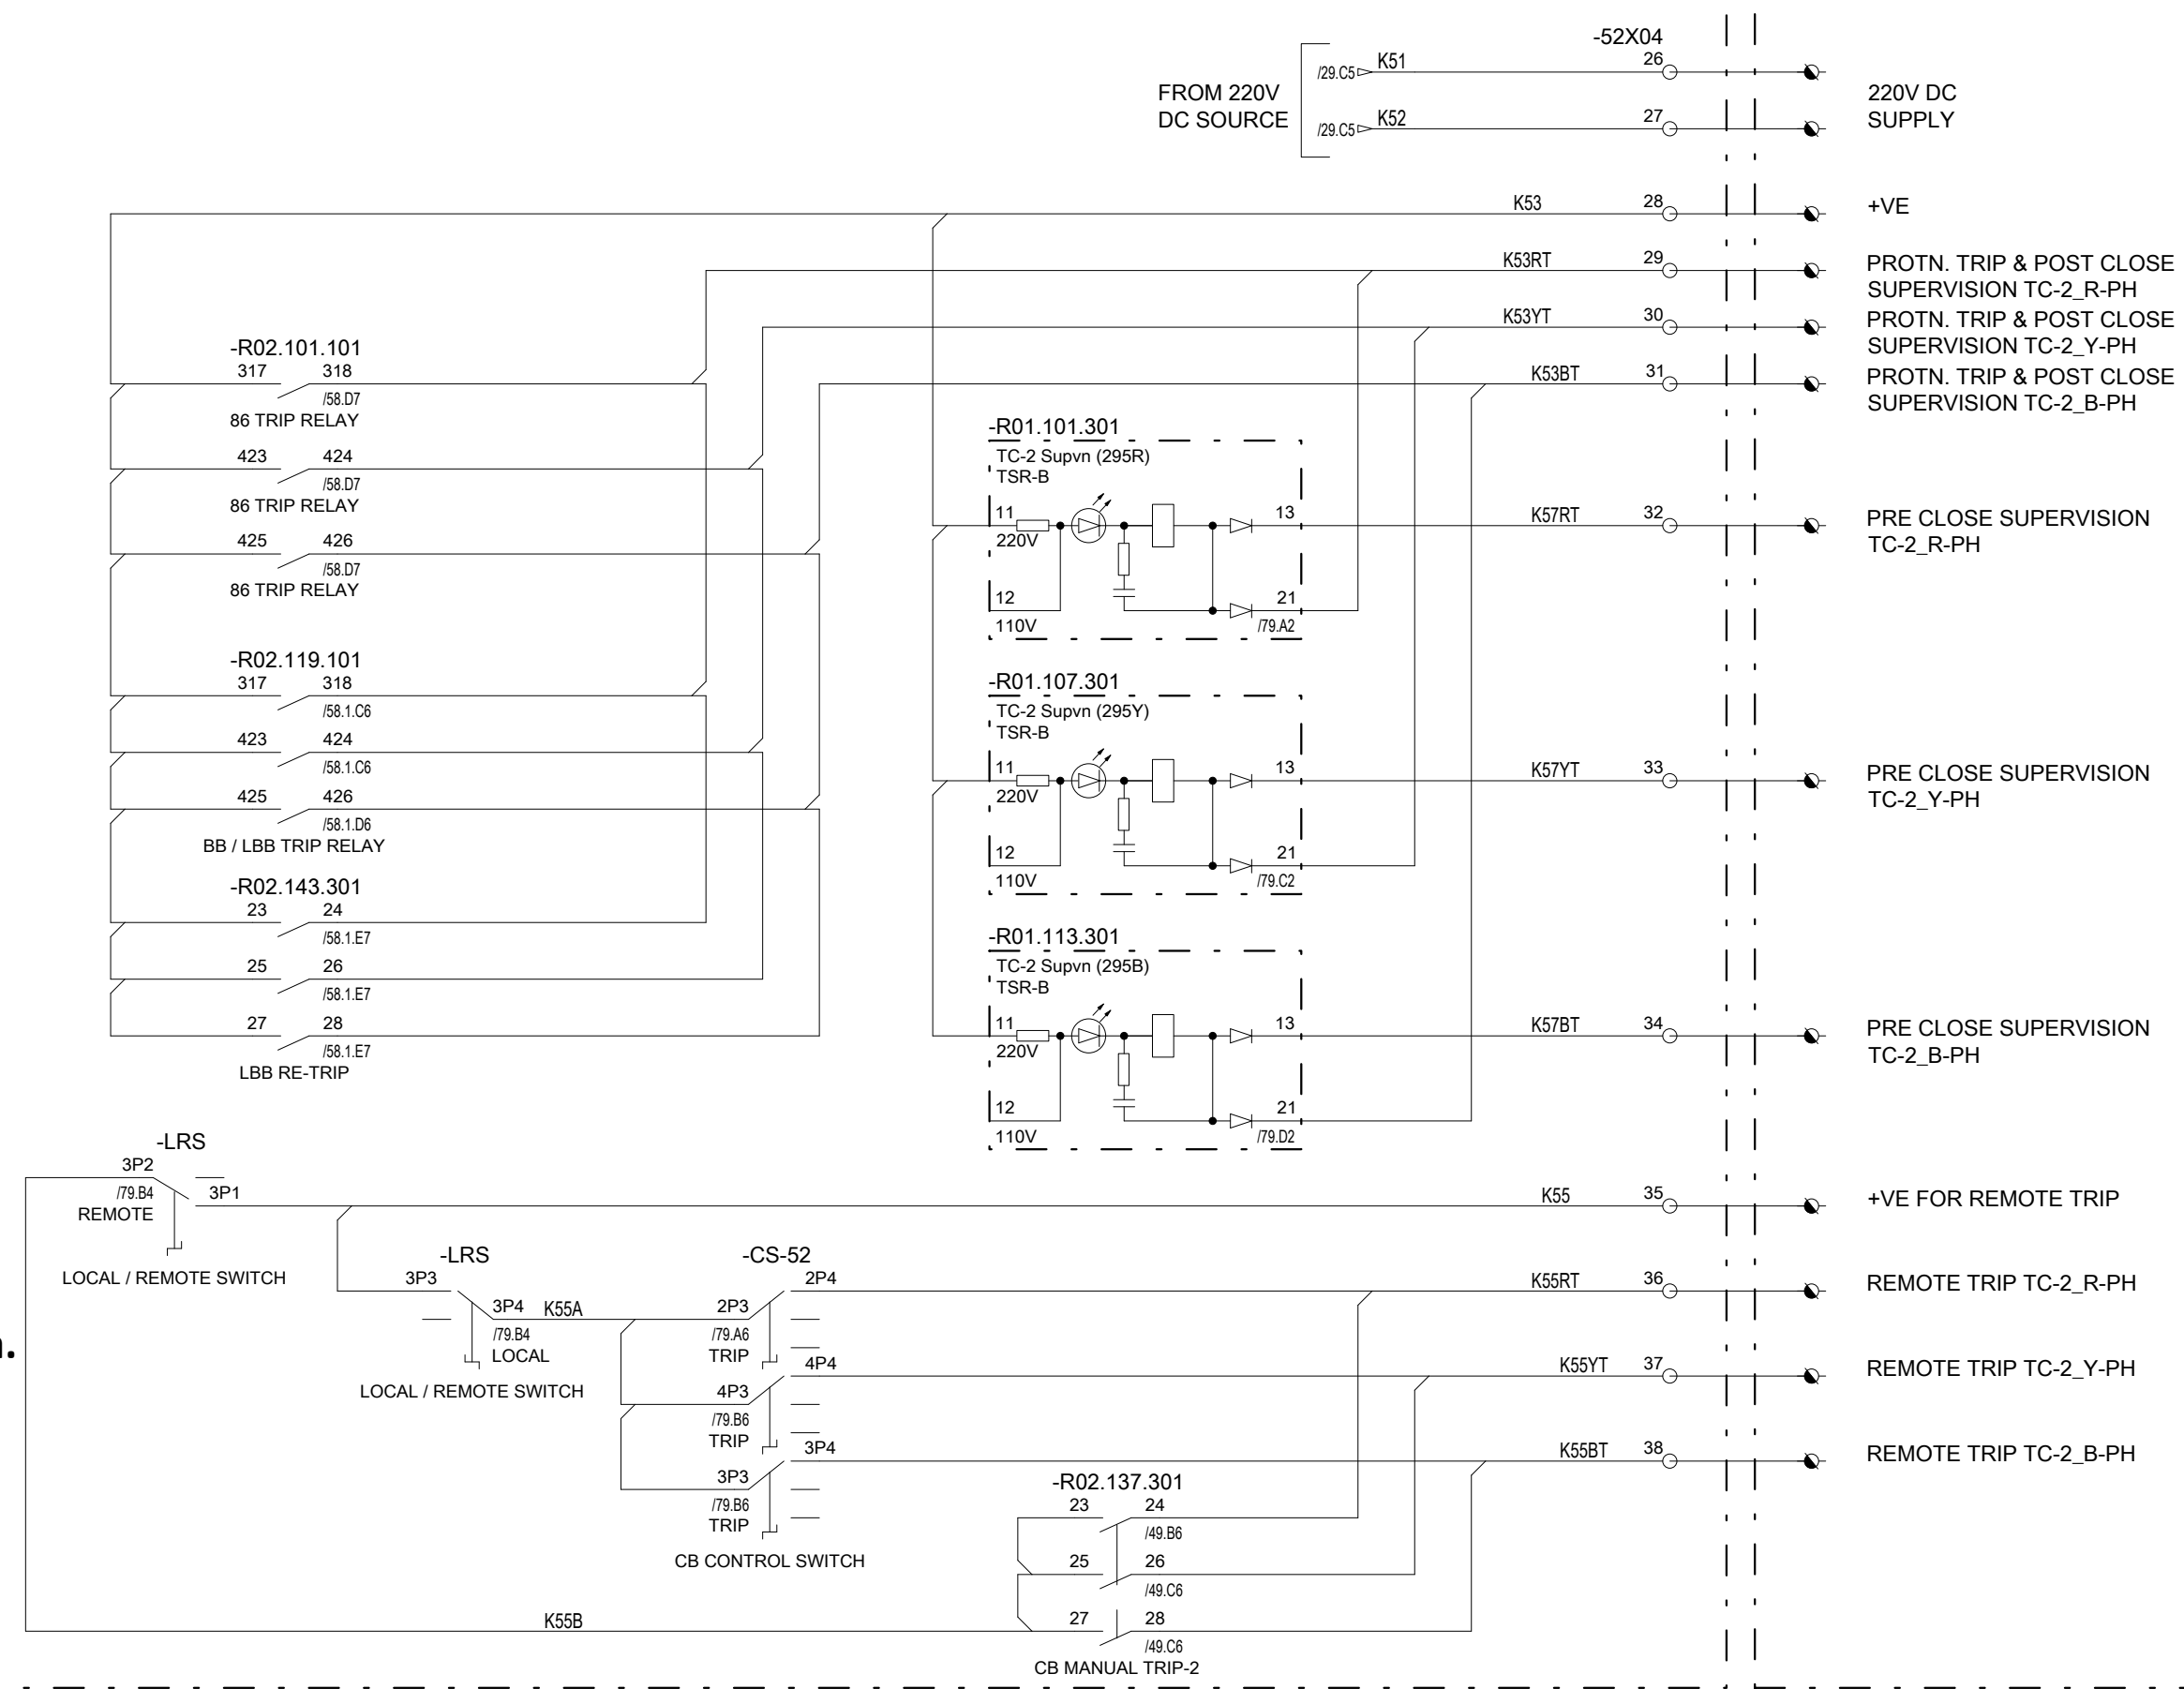 -52X04
FROM 220V
DC SOURCE
/29.C5
K51
26
/29.C5
K52
27
220V DC
SUPPLY
K53
28
+VE
K53RT
29
PROTN. TRIP & POST CLOSE
SUPERVISION TC-2_R-PH
K53YT
30
PROTN. TRIP & POST CLOSE
SUPERVISION TC-2_Y-PH
K53BT
31
PROTN. TRIP & POST CLOSE
SUPERVISION TC-2_B-PH
-R02.101.101
317 318
/58.D7
86 TRIP RELAY
423 424
/58.D7
86 TRIP RELAY
425 426
/58.D7
86 TRIP RELAY
-R02.119.101
317 318
/58.1.C6
423 424
/58.1.C6
425 426
/58.1.D6
BB / LBB TRIP RELAY
-R02.143.301
23 24
/58.1.E7
25 26
/58.1.E7
27 28
/58.1.E7
LBB RE-TRIP
-R01.101.301
TC-2 Supvn (295R)
TSR-B
11 13
220V
12 21
110V /79.A2
K57RT
32
PRE CLOSE SUPERVISION
TC-2_R-PH
-R01.107.301
TC-2 Supvn (295Y)
TSR-B
11 13
220V
12 21
110V /79.C2
K57YT
33
PRE CLOSE SUPERVISION
TC-2_Y-PH
-R01.113.301
TC-2 Supvn (295B)
TSR-B
11 13
220V
12 21
110V /79.D2
K57BT
34
PRE CLOSE SUPERVISION
TC-2_B-PH
-LRS
3P2
/79.B4 3P1
REMOTE
LOCAL / REMOTE SWITCH
K55
35
+VE FOR REMOTE TRIP
-LRS
3P3
3P4 K55A
/79.B4
LOCAL
LOCAL / REMOTE SWITCH
-CS-52
2P4
2P3
/79.A6
TRIP
4P4
4P3
/79.B6
TRIP
3P4
3P3
/79.B6
TRIP
CB CONTROL SWITCH
K55RT
36
REMOTE TRIP TC-2_R-PH
K55YT
37
REMOTE TRIP TC-2_Y-PH
K55BT
38
REMOTE TRIP TC-2_B-PH
-R02.137.301
23 24
/49.B6
25 26
/49.C6
27 28
/49.C6
CB MANUAL TRIP-2
K55B